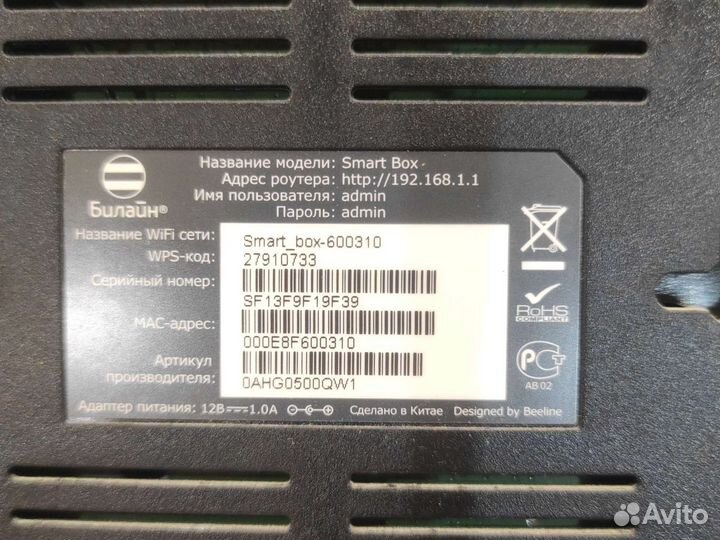 Билайн®
Название модели: Smart Box
Адрес роутера: http://192.168.1.1
Имя пользователя: admin
Пароль: admin
Название WiFi сети: Smart_box-600310
WPS-код: 27910733
Серийный номер:
SF13F9F19F39
MAC-адрес:
000E8F600310
Артикул
производителя:
0AHG0500QW1
Адаптер питания: 12В 1.0А
Сделано в Китае
Designed by Beeline
RoHS
COMPLIANT
АВ 02
Avito